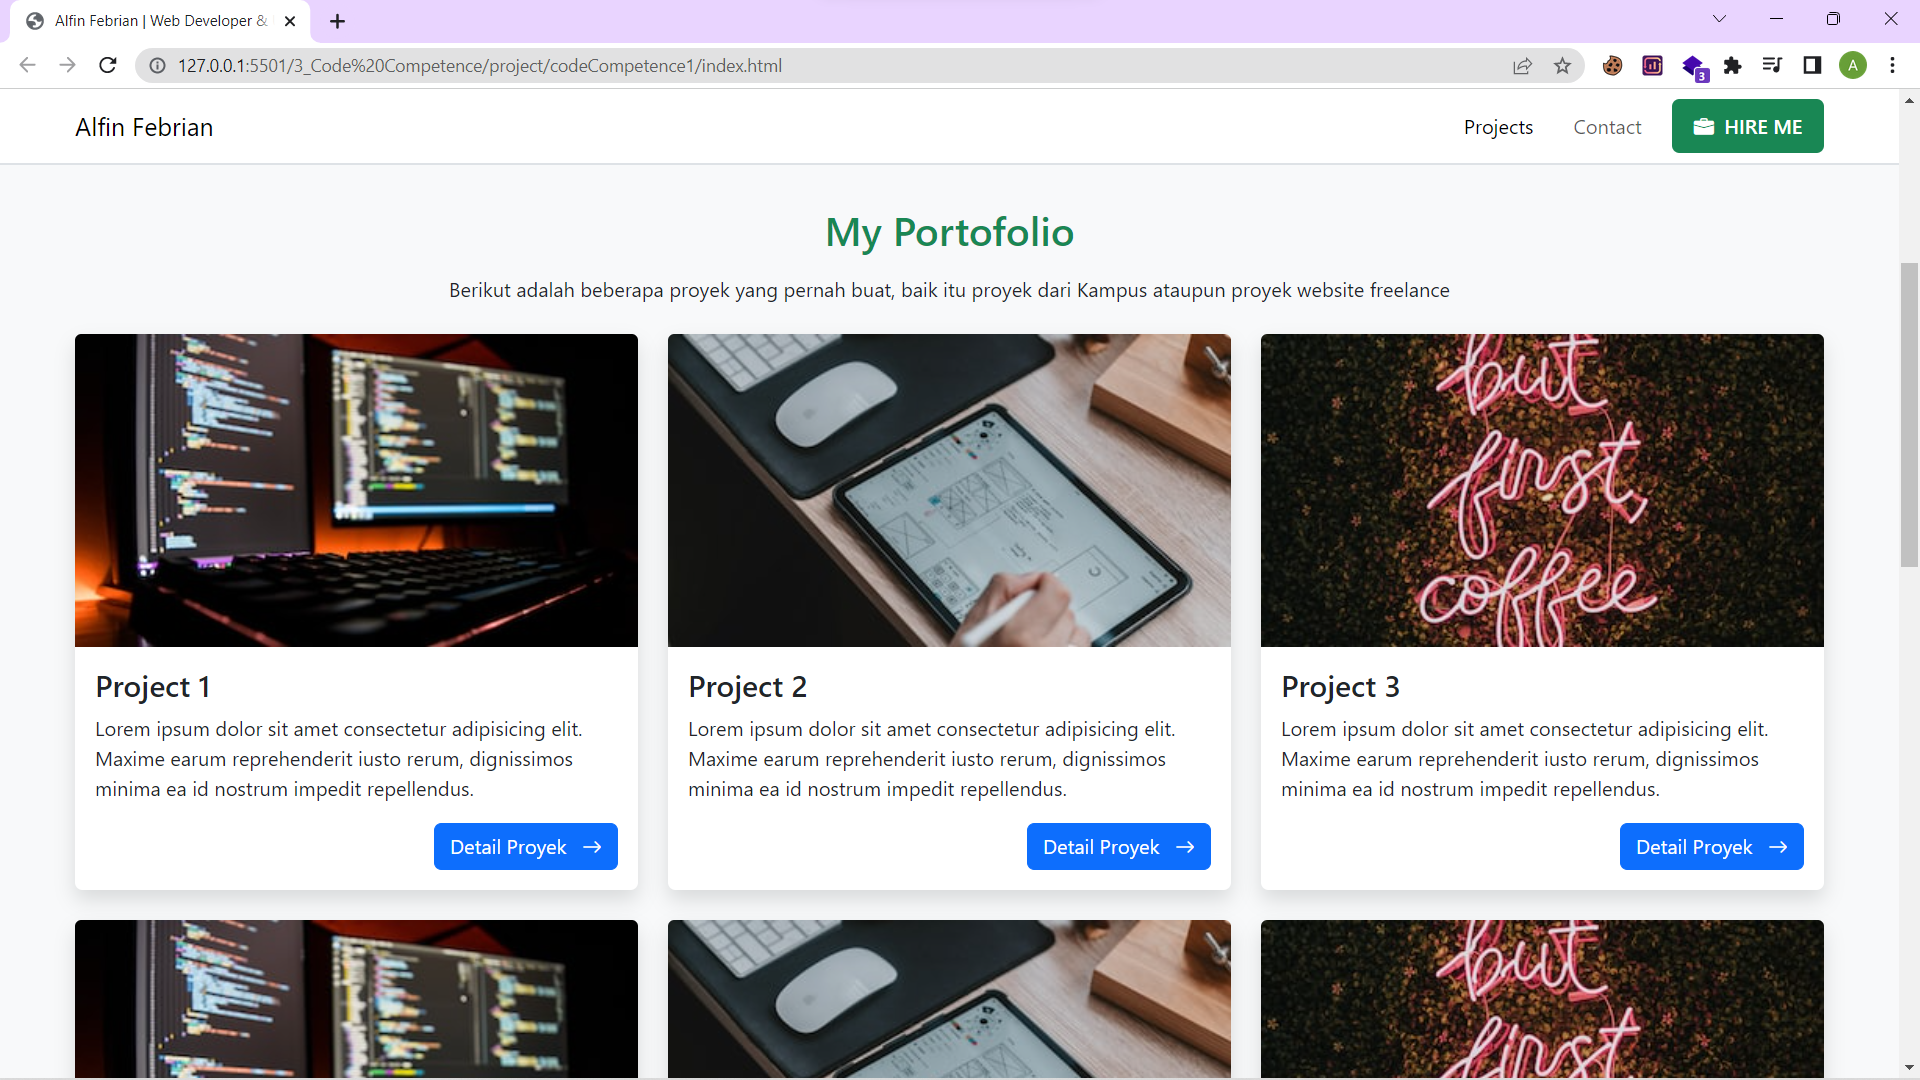 Alfin Febrian | Web Developer &
127.0.0.1:5501/3_Code%20Competence/project/codeCompetence1/index.html
3
A
Alfin Febrian
Projects
Contact
HIRE ME
My Portofolio
Berikut adalah beberapa proyek yang pernah buat, baik itu proyek dari Kampus ataupun proyek website freelance
but
first,
coffee
Project 1
Lorem ipsum dolor sit amet consectetur adipisicing elit.
Maxime earum reprehenderit iusto rerum, dignissimos
minima ea id nostrum impedit repellendus.
Detail Proyek
Project 2
Lorem ipsum dolor sit amet consectetur adipisicing elit.
Maxime earum reprehenderit iusto rerum, dignissimos
minima ea id nostrum impedit repellendus.
Detail Proyek
Project 3
Lorem ipsum dolor sit amet consectetur adipisicing elit.
Maxime earum reprehenderit iusto rerum, dignissimos
minima ea id nostrum impedit repellendus.
Detail Proyek
but
first,